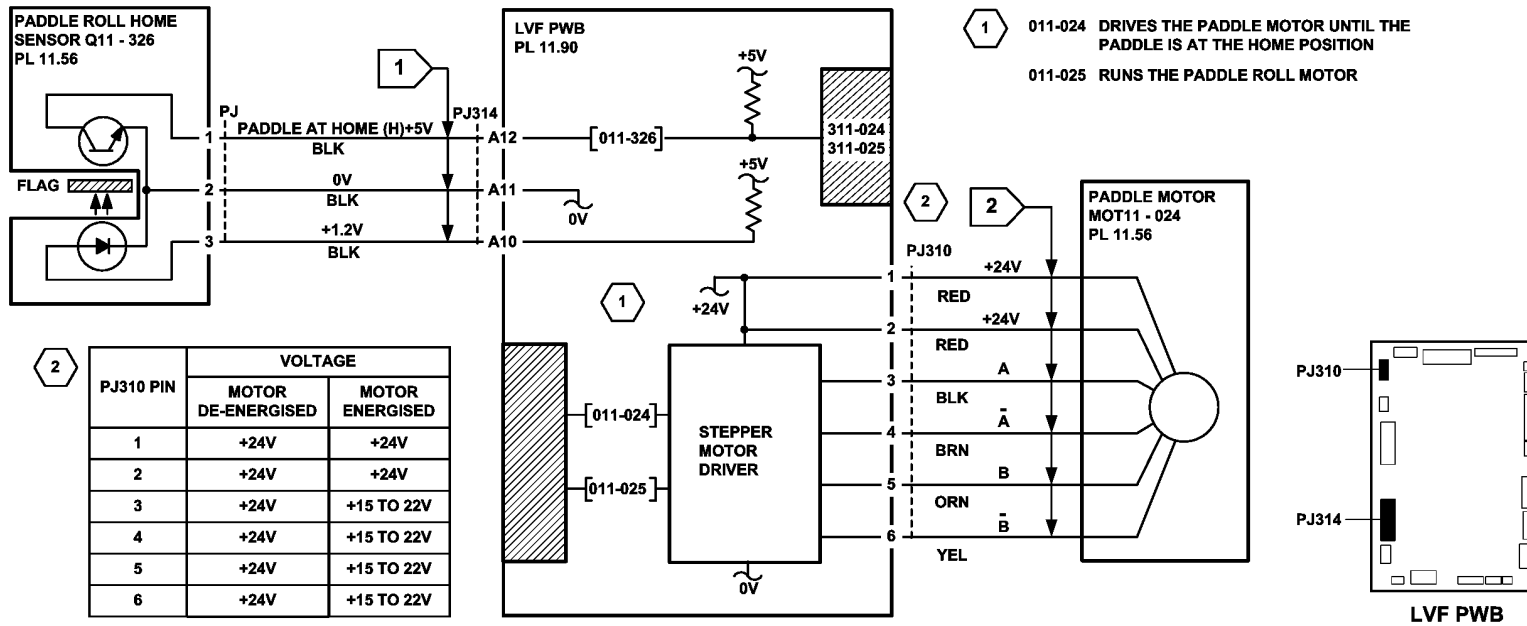 PADDLE ROLL HOME
SENSOR Q11 - 326
PL 11.56
FLAG
1
2
3
PJ
PADDLE AT HOME (H)+5V
BLK
0V
BLK
+1.2V
BLK
1
PJ314
A12
A11
A10
LVF PWB
PL 11.90
[011-326]
+5V
+5V
0V
311-024
311-025
1
011-024 DRIVES THE PADDLE MOTOR UNTIL THE
PADDLE IS AT THE HOME POSITION
011-025 RUNS THE PADDLE ROLL MOTOR
2
2
PADDLE MOTOR
MOT11 - 024
PL 11.56
PJ310
1
+24V
RED
2
+24V
RED
3
A
BLK
4
A̅
BRN
5
B
ORN
6
B̅
YEL
1
+24V
[011-024]
[011-025]
STEPPER
MOTOR
DRIVER
0V
2
PJ310 PIN
VOLTAGE
MOTOR
DE-ENERGISED
MOTOR
ENERGISED
1 +24V +24V
2 +24V +24V
3 +24V +15 TO 22V
4 +24V +15 TO 22V
5 +24V +15 TO 22V
6 +24V +15 TO 22V
PJ310
PJ314
LVF PWB